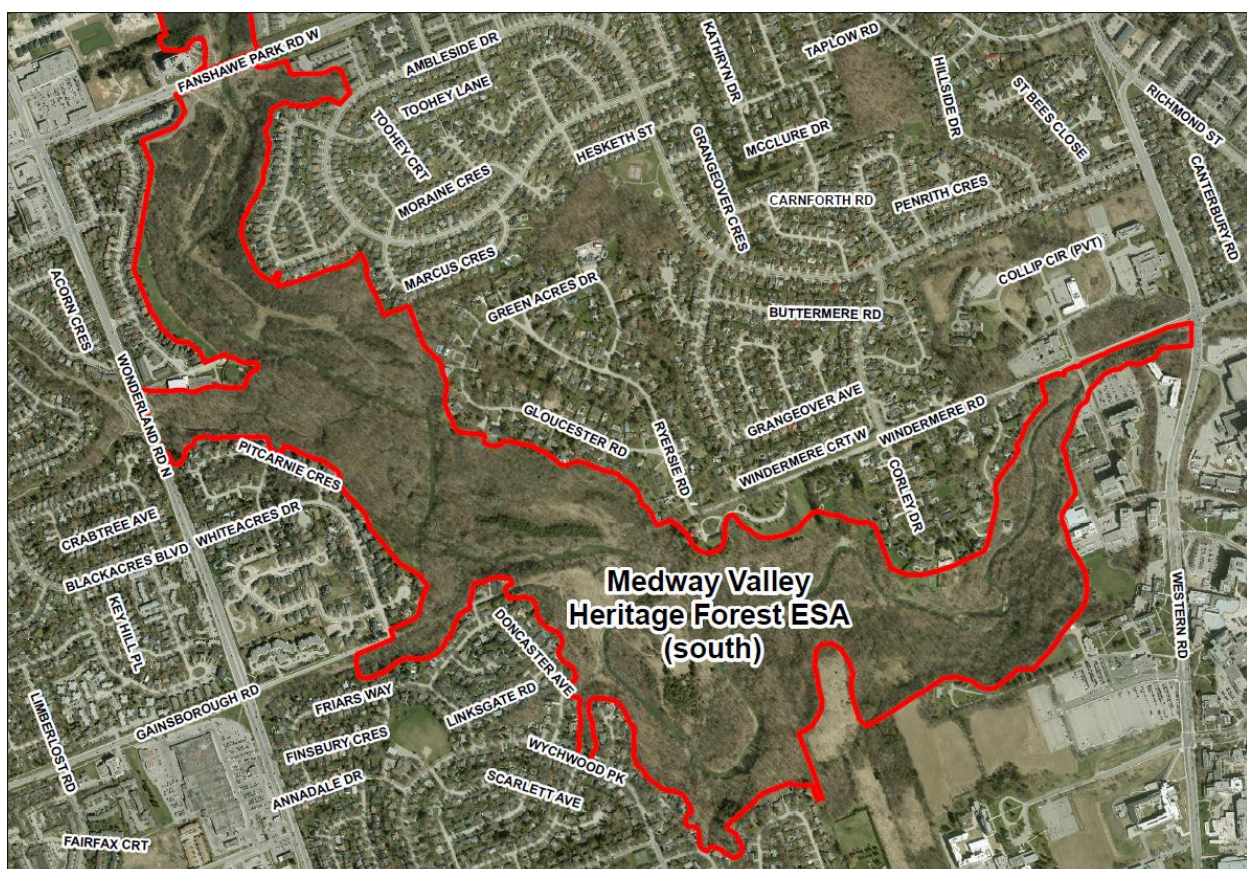 FANSHAWE PARK RD W
AMBLESIDE DR
TOOHEY LANE
TOOHEY CRT
MORAINE CRES
MARCUS CRES
HESKETH ST
KATHRYN DR
TAPLOW RD
GRANGEOVER CRES
MCCLURE DR
HILLSIDE DR
ST BEES CLOSE
RICHMOND ST
CARNFORTH RD
PENRITH CRES
CANTERBURY RD
COLLIP CIR (PVT)
ACORN CRES
GREEN ACRES DR
BUTTERMERE RD
WONDERLAND RD N
GLOUCESTER RD
RYERSIE RD
GRANGEOVER AVE
WINDERMERE CRT W
WINDERMERE RD
CORLEY DR
PITCARNIE CRES
CRABTREE AVE
WHITEACRES DR
BLACKACRES BLVD
KEY HILL PL
Medway Valley
Heritage Forest ESA
(south)
WESTERN RD
DONCASTER AVE
GAINSBOROUGH RD
FRIARS WAY
LINKSGATE RD
LIMBERLOST RD
FINSBURY CRES
WYCHWOOD PK
ANNADALE DR
SCARLETT AVE
FAIRFAX CRT